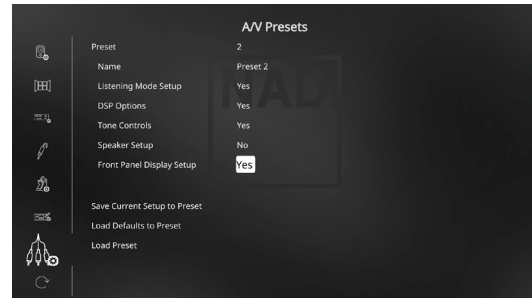 A/V Presets
Preset 2
Name Preset 2
Listening Mode Setup Yes
DSP Options Yes
Tone Controls Yes
Speaker Setup No
Front Panel Display Setup Yes
Save Current Setup to Preset
Load Defaults to Preset
Load Preset
NAD